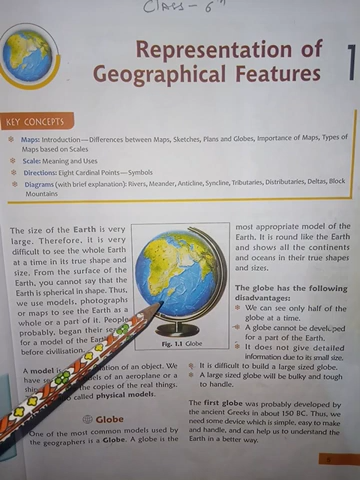 CLASS - 6th
Representation of
Geographical Features
1
KEY CONCEPTS
Maps: Introduction—Differences between Maps, Sketches, Plans and Globes, Importance of Maps, Types of
Maps based on Scales
Scale: Meaning and Uses
Directions: Eight Cardinal Points—Symbols
Diagrams (with brief explanation): Rivers, Meander, Anticline, Syncline, Tributaries, Distributaries, Deltas, Block
Mountains
The size of the Earth is very
large. Therefore, it is very
difficult to see the whole Earth
at a time in its true shape and
size. From the surface of the
Earth, you cannot say that the
Earth is spherical in shape. Thus,
we use models, photographs
or maps to see the Earth as a
whole or a part of it. People
probably, began their
for a model of the Earth
before civilisation.
A model is of an object. We
have of an aeroplane or a
the copies of the real things.
called physical models.
Globe
One of the most common models used by
the geographers is a Globe. A globe is the
Fig. 1.1 Globe
most appropriate model of the
Earth. It is round like the Earth
and shows all the continents
and oceans in their true shapes
and sizes.
The globe has the following
disadvantages:
We can see only half of the
globe at a time.
A globe cannot be developed
for a part of the Earth.
It does not give detailed
information due to its small size.
It is difficult to build a large sized globe.
A large sized globe will be bulky and tough
to handle.
The first globe was probably developed by
the ancient Greeks in about 150 BC. Thus, we
need some device which is simple, easy to make
and handle, and can help us to understand the
Earth in a better way.